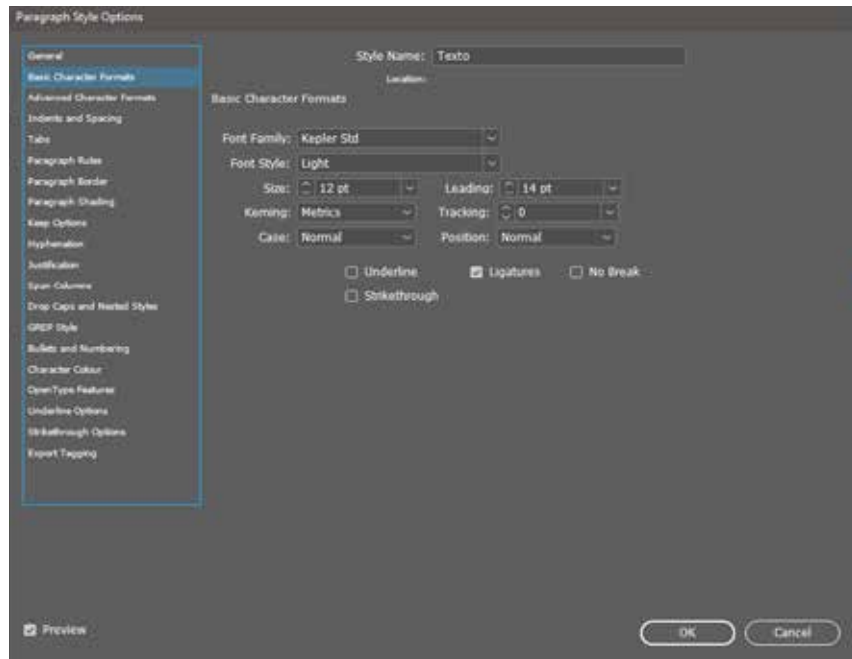 Paragraph Style Options
General
Basic Character Formats
Advanced Character Formats
Indents and Spacing
Tabs
Paragraph Rules
Paragraph Border
Paragraph Shading
Keep Options
Hyphenation
Justification
Span Columns
Drop Caps and Nested Styles
GREP Style
Bullets and Numbering
Character Colour
OpenType Features
Underline Options
Strikethrough Options
Export Tagging
Style Name: Texto
Location:
Basic Character Formats
Font Family: Kepler Std
Font Style: Light
Size: 12 pt Leading: 14 pt
Kerning: Metrics Tracking: 0
Case: Normal Position: Normal
Underline Ligatures No Break
Strikethrough
Preview OK Cancel